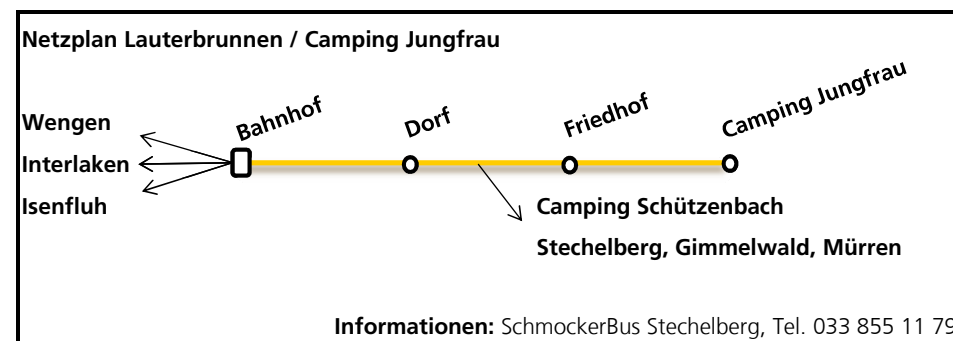 Netzplan Lauterbrunnen / Camping Jungfrau
Bahnhof
Dorf
Friedhof
Camping Jungfrau
Wengen
Interlaken
Isenfluh
Camping Schützenbach
Stechelberg, Gimmelwald, Mürren
Informationen: SchmockerBus Stechelberg, Tel. 033 855 11 79